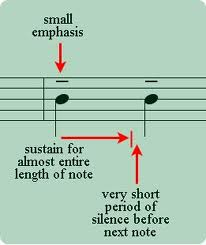 small
emphasis
sustain for
almost entire
length of note
very short
period of
silence before
next note